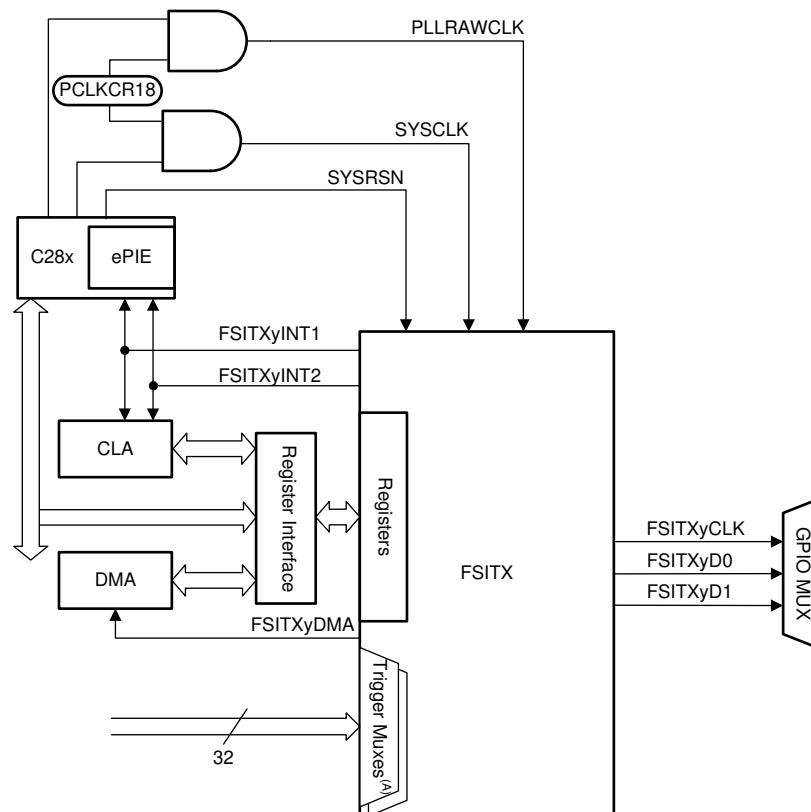 PLLRAWCLK
PCLKCR18
SYSCLK
SYSRSN
C28x
ePIE
FSITXyINT1
FSITXyINT2
CLA
Register Interface
Registers
FSITX
FSITXyCLK
FSITXyD0
FSITXyD1
GPIO MUX
DMA
FSITXyDMA
Trigger Muxes(A)
32